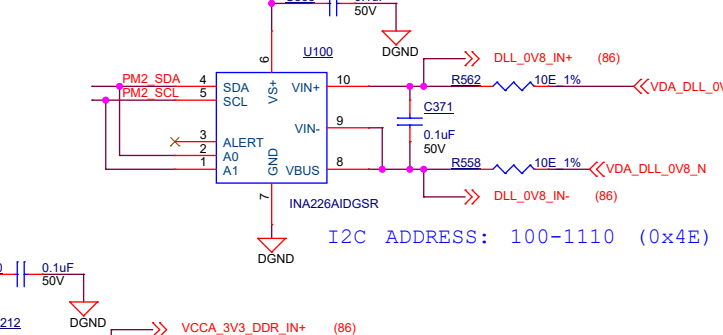 50V
U100
DGND
DLL_0V8_IN+ (86)
PM2_SDA 4 SDA
PM2_SCL 5 SCL
6
VS+
VIN+ 10
R562 10E_1%
VDA_DLL_0V
C371
0.1uF
50V
VIN- 9
3 ALERT
2 A0
1 A1
GND
VBUS 8
R558 10E_1%
VDA_DLL_0V8_N
7
INA226AIDGSR
DLL_0V8_IN- (86)
I2C ADDRESS: 100-1110 (0x4E)
DGND
0.1uF
50V
212
DGND
VCCA_3V3_DDR_IN+ (86)